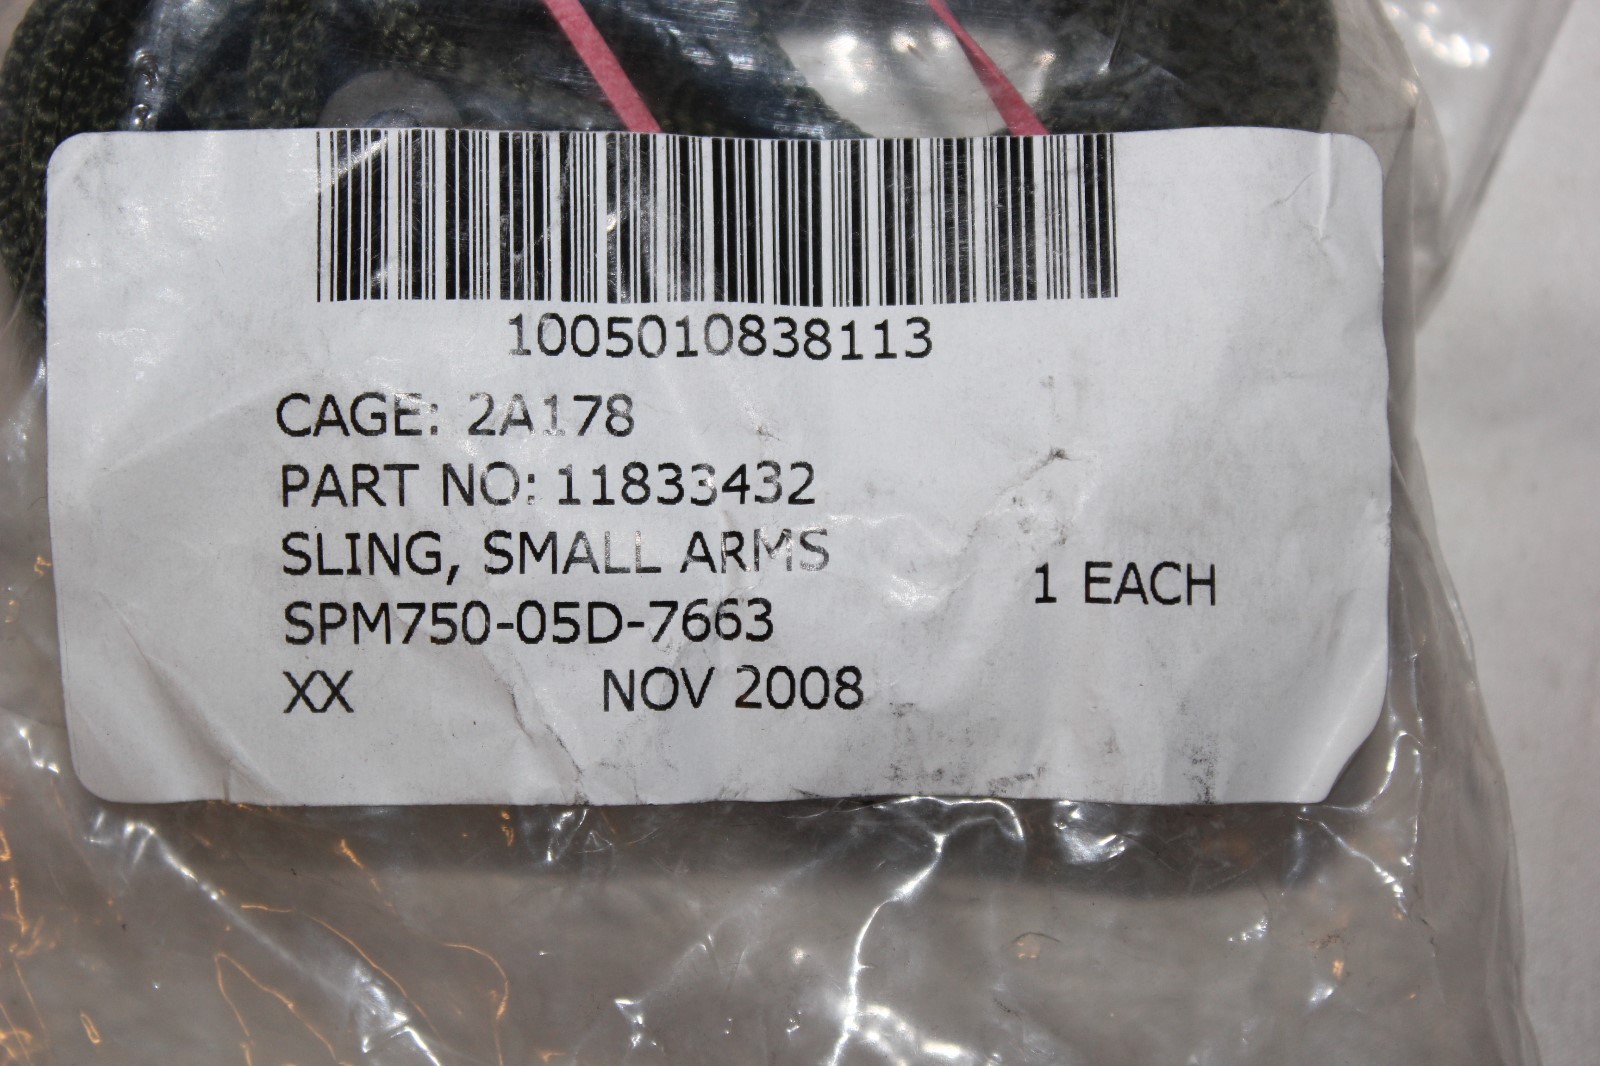 1005010838113
CAGE: 2A178
PART NO: 11833432
SLING, SMALL ARMS
1 EACH
SPM750-05D-7663
XX NOV 2008